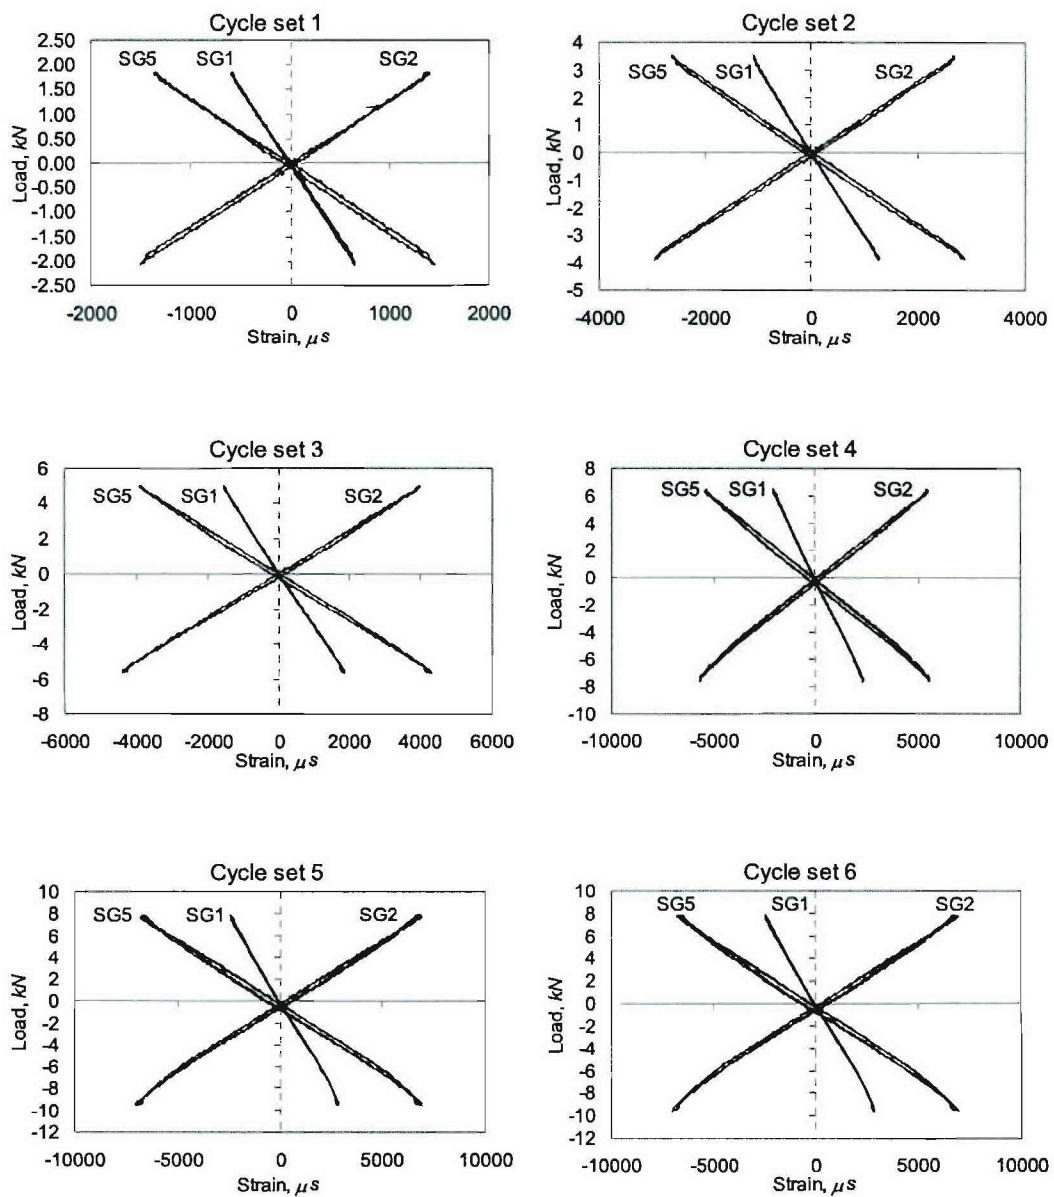 Cycle set 1
2.50
2.00
1.50
1.00
0.50
0.00
-0.50
-1.00
-1.50
-2.00
-2.50
Load, kN
SG5 SG1 SG2
-2000 -1000 0 1000 2000
Strain, μs
Cycle set 2
4
3
2
1
0
-1
-2
-3
-4
-5
Load, kN
SG5 SG1 SG2
-4000 -2000 0 2000 4000
Strain, μs
Cycle set 3
6
4
2
0
-2
-4
-6
-8
Load, kN
SG5 SG1 SG2
-6000 -4000 -2000 0 2000 4000 6000
Strain, μs
Cycle set 4
8
6
4
2
0
-2
-4
-6
-8
-10
Load, kN
SG5 SG1 SG2
-10000 -5000 0 5000 10000
Strain, μs
Cycle set 5
10
8
6
4
2
0
-2
-4
-6
-8
-10
-12
Load, kN
SG5 SG1 SG2
-10000 -5000 0 5000 10000
Strain, μs
Cycle set 6
10
8
6
4
2
0
-2
-4
-6
-8
-10
-12
Load, kN
SG5 SG1 SG2
-10000 -5000 0 5000 10000
Strain, μs